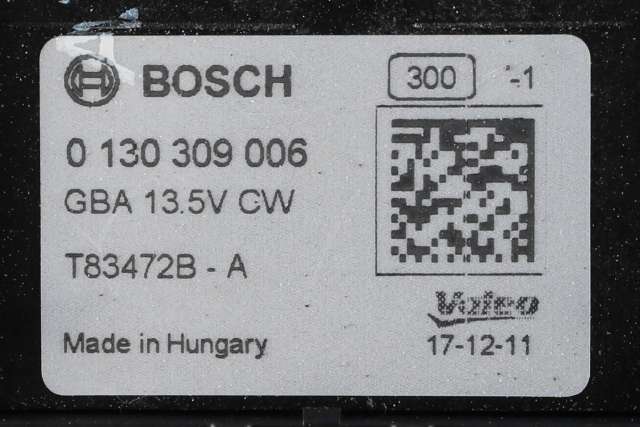 BOSCH
300 -1
0 130 309 006
GBA 13.5V CW
T83472B - A
Valeo
Made in Hungary
17-12-11